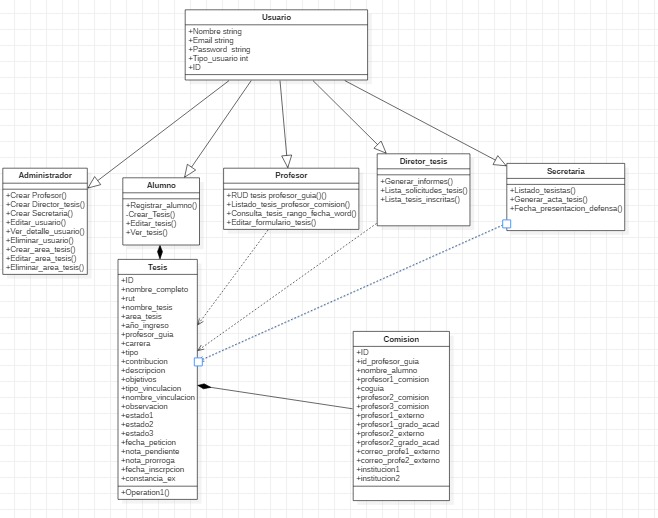 Usuario
+Nombre string
+Email string
+Password string
+Tipo_usuario int
+ID
Administrador
+Crear Profesor()
+Crear Director_tesis()
+Crear Secretaria()
+Editar_usuario()
+Ver_detalle_usuario()
+Eliminar_usuario()
+Crear_area_tesis()
+Editar_area_tesis()
+Eliminar_area_tesis()
Alumno
+Registrar_alumno()
-Crear_Tesis()
+Editar_tesis()
+Ver_tesis()
Profesor
+RUD tesis profesor_guia()()
+Listado_tesis_profesor_comision()
+Consulta_tesis_rango_fecha_word()
+Editar_formulario_tesis()
Diretor_tesis
+Generar_informes()
+Lista_solicitudes_tesis()
+Lista_tesis_inscritas()
Secretaria
+Listado_tesistas()
+Generar_acta_tesis()
+Fecha_presentacion_defensa()
Tesis
+ID
+nombre_completo
+rut
+nombre_tesis
+area_tesis
+año_ingreso
+profesor_guia
+carrera
+tipo
+contribucion
+descripcion
+objetivos
+tipo_vinculacion
+nombre_vinculacion
+observacion
+estado1
+estado2
+estado3
+fecha_peticion
+nota_pendiente
+nota_prorroga
+fecha_inscrpcion
+constancia_ex
+Operation1()
Comision
+ID
+id_profesor_guia
+nombre_alumno
+profesor1_comision
+coguia
+profesor2_comision
+profesor3_comision
+profesor1_externo
+profesor1_grado_acad
+profesor2_externo
+profesor2_grado_acad
+correo_profe1_externo
+correo_profe2_externo
+institucion1
+institucion2